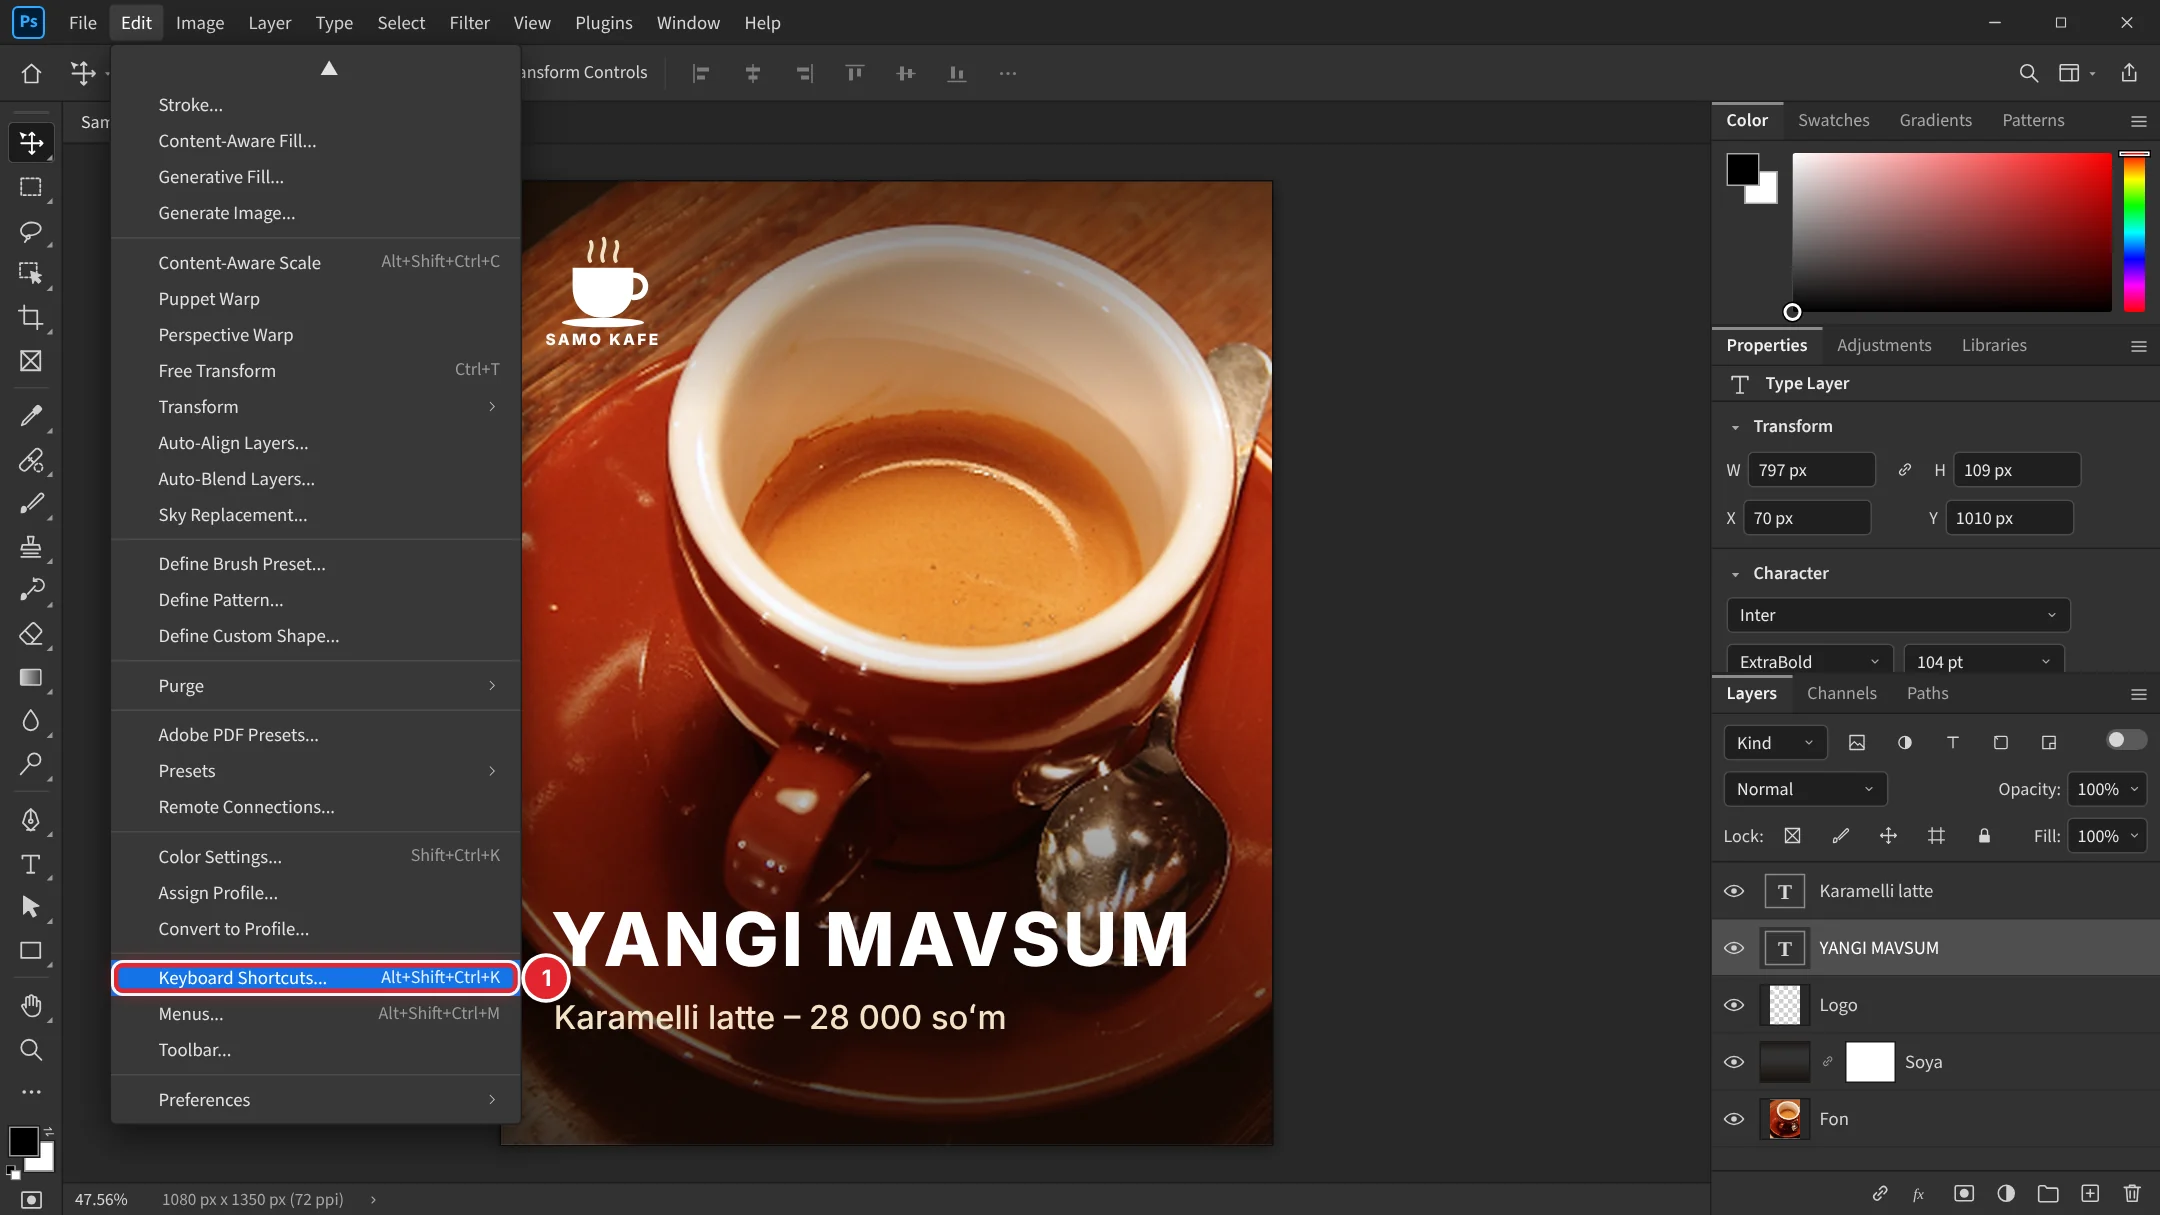 Ps File Edit Image Layer Type Select Filter View Plugins Window Help
ansform Controls
Sam
Stroke...
Content-Aware Fill...
Generative Fill...
Generate Image...
Content-Aware Scale Alt+Shift+Ctrl+C
Puppet Warp
Perspective Warp
Free Transform Ctrl+T
Transform
Auto-Align Layers...
Auto-Blend Layers...
Sky Replacement...
Define Brush Preset...
Define Pattern...
Define Custom Shape...
Purge
Adobe PDF Presets...
Presets
Remote Connections...
Color Settings... Shift+Ctrl+K
Assign Profile...
Convert to Profile...
Keyboard Shortcuts... Alt+Shift+Ctrl+K
1
Menus... Alt+Shift+Ctrl+M
Toolbar...
Preferences
SAMO KAFE
YANGI MAVSUM
Karamelli latte – 28 000 soʻm
Color Swatches Gradients Patterns
Properties Adjustments Libraries
Type Layer
Transform
W 797 px H 109 px
X 70 px Y 1010 px
Character
Inter
ExtraBold 104 pt
Layers Channels Paths
Kind
Normal Opacity: 100%
Lock: Fill: 100%
T Karamelli latte
T YANGI MAVSUM
Logo
Soya
Fon
fx
47.56% 1080 px x 1350 px (72 ppi)